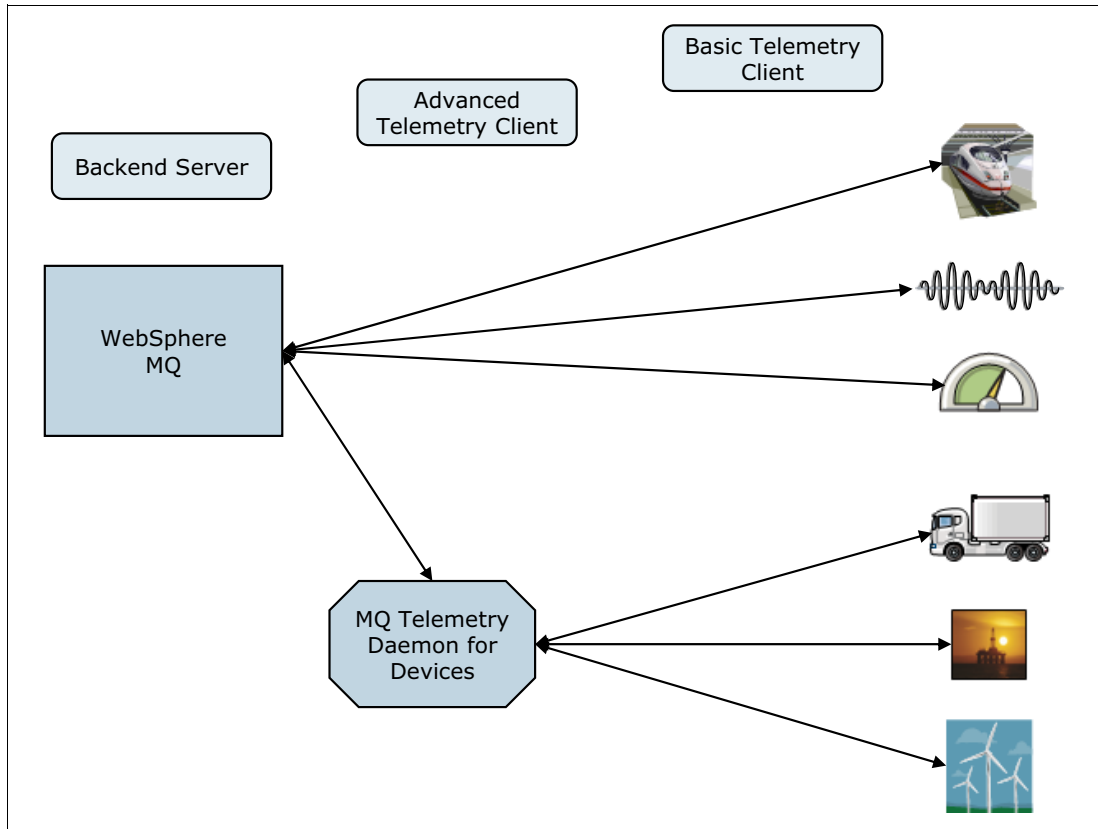 Basic Telemetry
Client
Advanced
Telemetry Client
Backend Server
WebSphere
MQ
MQ Telemetry
Daemon for
Devices